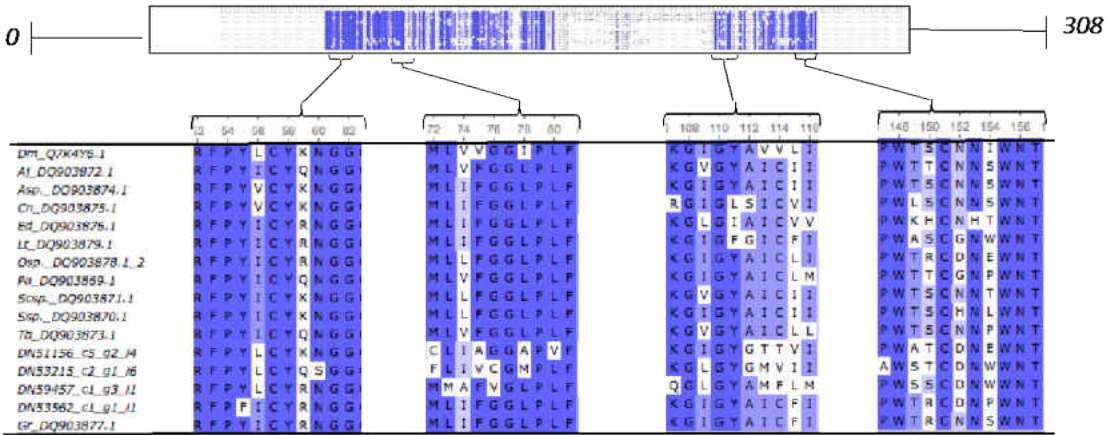 0 308
52 54 56 58 60 62 72 74 76 78 80 108 110 112 114 116 148 150 152 154 156
Dm_Q7K4Y6.1 R F P Y L C Y K N G G M L V V G G I P L F K G I G Y A V V L I P W T S C N N I W N T
Al_DQ903872.1 R F P Y I C Y Q N G G M L V F G G L P L F K G V G Y A I C I I P W T T C N N S W N T
Asp._DQ903874.1 R F P Y V C Y K N G G M L I F G G L P L F K G I G Y A I C I I P W T S C N N S W N T
Cn_DQ903875.1 R F P Y V C Y K N G G M L I F G G L P L F R G I G L S I C V I P W L S C N N S W N T
Ed_DQ903876.1 R F P Y I C Y R N G G M L I F G G L P L F K G L G I A I C V V P W K H C N H T W N T
Lt_DQ903879.1 R F P Y I C Y R N G G M L I F G G L P L F K G I G F G I C F I P W A S C G N W W N T
Osp._DQ903878.1_2 R F P Y I C Y R N G G M L L F G G L P L F K G I G Y A I C L I P W T R C D N E W N T
Pa_DQ903869.1 R F P Y I C Y Q N G G M L V F G G L P L F K G I G Y A I C L M P W T T C G N P W N T
Scsp._DQ903871.1 R F P Y I C Y K N G G M L L F G G L P L F K G V G Y A I C I I P W T S C N N T W N T
Ssp._DQ903870.1 R F P Y I C Y K N G G M L L F G G L P L F K G I G Y A I C I I P W T S C H N L W N T
Tb_DQ903873.1 R F P Y I C Y Q N G G M L V F G G L P L F K G V G Y A I C L L P W T S C N N P W N T
DN51156_c5_g2_i4 R F P Y L C Y K N G G C L I A G G A P V F K G I G Y G T T V I P W A T C D N E W N T
DN53215_c2_g1_i6 R F P Y L C Y Q S G G F L I V C G M P L F K G L G Y G M V I I A W S T C D N W W N T
DN59457_c1_g3_i1 R F P Y L C Y R N G G M M A F V G L P L F Q G L G Y A M F L M P W S S C D N W W N T
DN53562_c1_g1_i1 R F P F I C Y R N G G M L I F G G L P L F K G I G Y A I C F I P W T R C D N P W N T
Gr_DQ903877.1 R F P Y I C Y R N G G M L I F G G L P L F K G I G Y A I C F I P W T R C N N S W N T